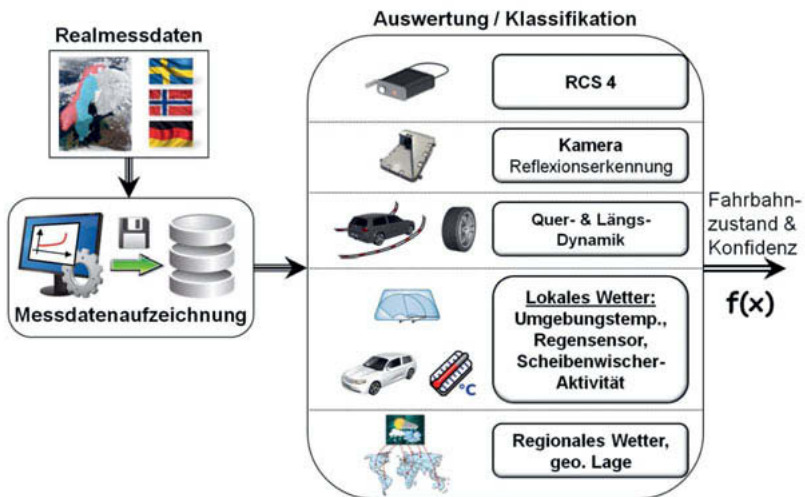 Realmessdaten
Messdatenaufzeichnung
Auswertung / Klassifikation
RCS 4
Kamera
Reflexionserkennung
Quer- & Längs-
Dynamik
Lokales Wetter:
Umgebungstemp.,
Regensensor,
Scheibenwischer-
Aktivität
°C
Regionales Wetter,
geo. Lage
Fahrbahn-
zustand &
Konfidenz
f(x)